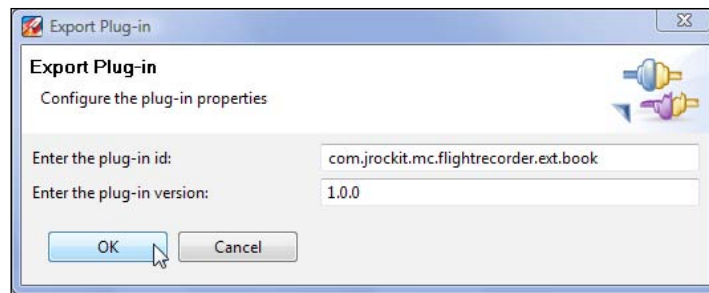 Export Plug-in
Export Plug-in
Configure the plug-in properties
Enter the plug-in id: com.jrockit.mc.flightrecorder.ext.book
Enter the plug-in version: 1.0.0
OK Cancel